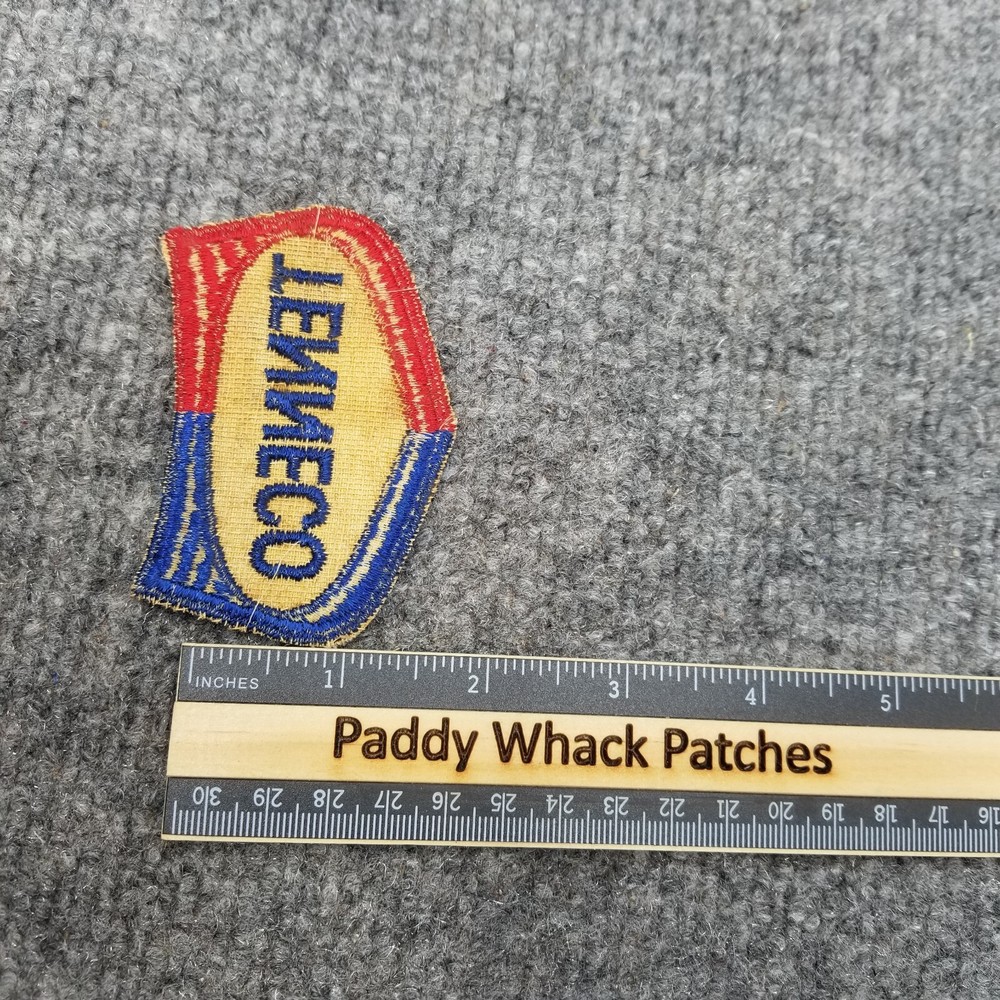 TENNECO
INCHES 1 2 3 4 5
Paddy Whack Patches
16 17 18 19 20 21 22 23 24 25 26 27 28 29 30